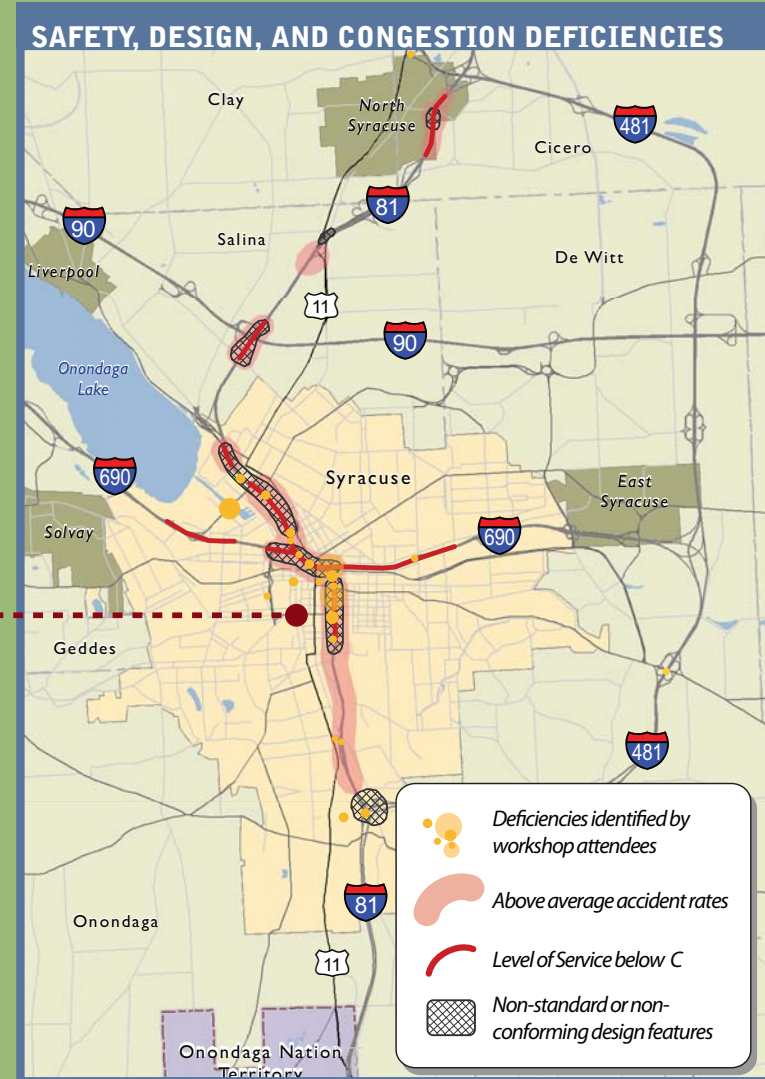 SAFETY, DESIGN, AND CONGESTION DEFICIENCIES
Clay
North
Syracuse
481
Cicero
81
90
Salina
De Witt
Liverpool
11
90
Onondaga
Lake
690
Syracuse
East
Syracuse
690
Solvay
Geddes
481
Deficiencies identified by
workshop attendees
Above average accident rates
81
Onondaga
Level of Service below C
11
Non-standard or non-
conforming design features
Onondaga Nation
Territory